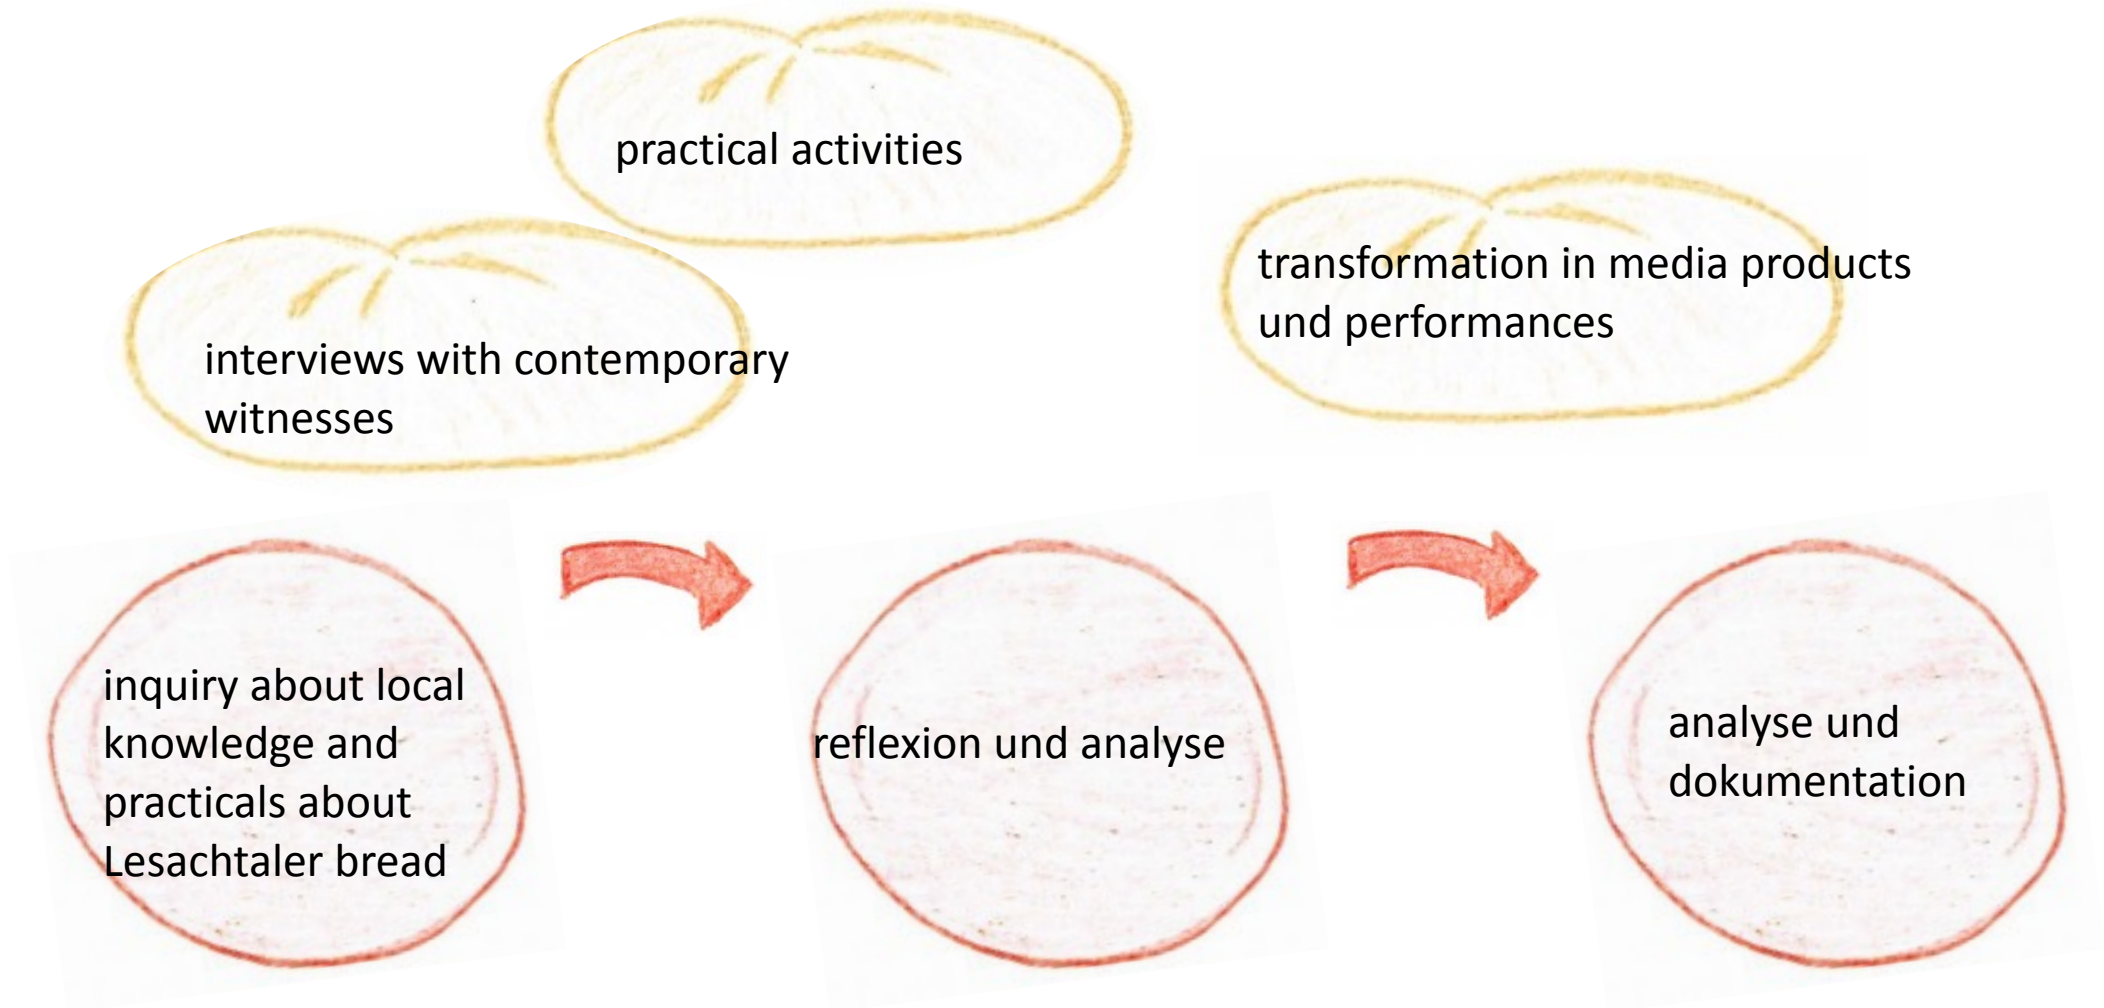 practical activities
interviews with contemporary
witnesses
transformation in media products
und performances
inquiry about local
knowledge and
practicals about
Lesachtaler bread
reflexion und analyse
analyse und
dokumentation